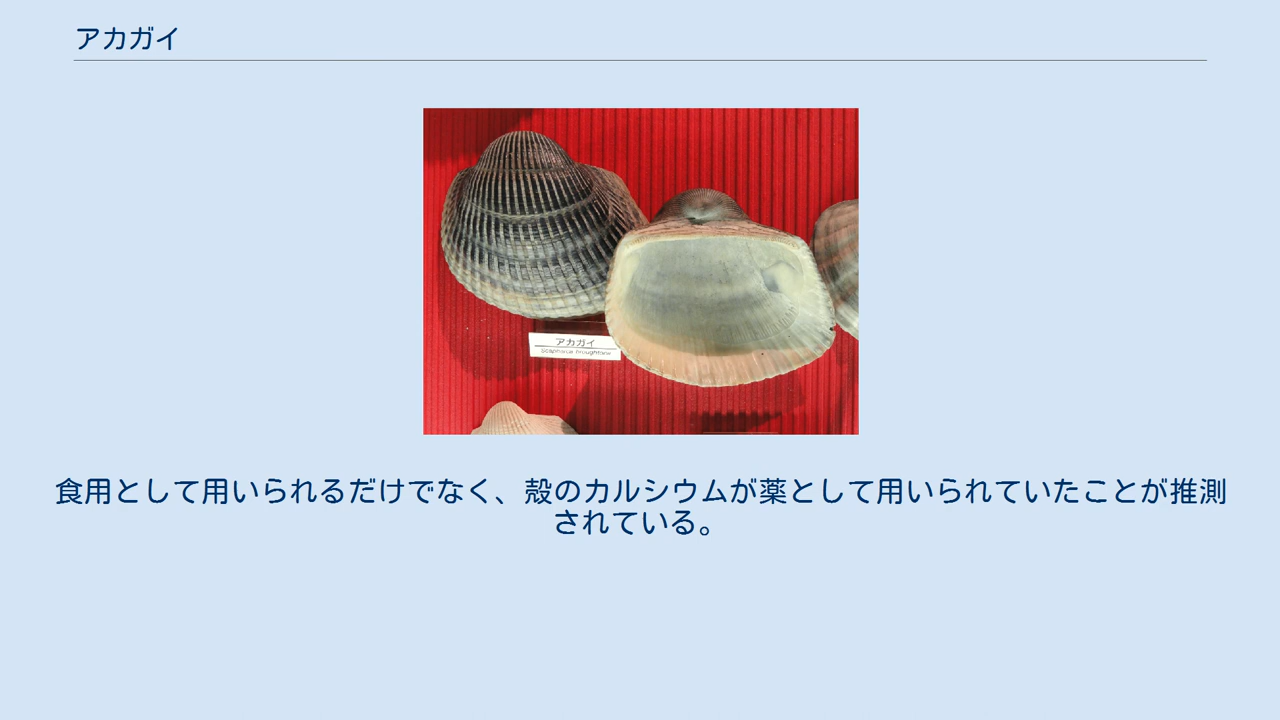 アカガイ
アカガイ
食用として用いられるだけでなく、殻のカルシウムが薬として用いられていたことが推測
されている。